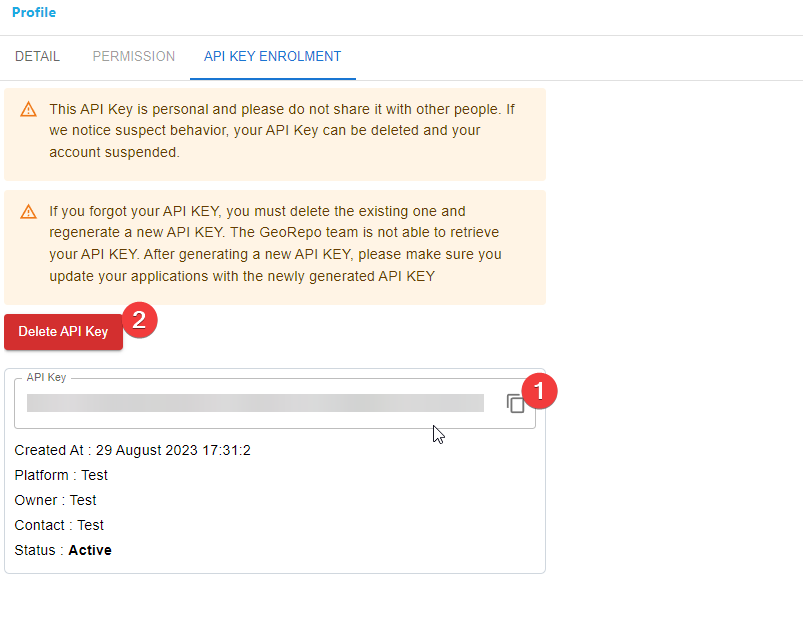 Profile
DETAIL PERMISSION API KEY ENROLMENT
This API Key is personal and please do not share it with other people. If
we notice suspect behavior, your API Key can be deleted and your
account suspended.
If you forgot your API KEY, you must delete the existing one and
regenerate a new API KEY. The GeoRepo team is not able to retrieve
your API KEY. After generating a new API KEY, please make sure you
update your applications with the newly generated API KEY
2
Delete API Key
API Key
1
Created At : 29 August 2023 17:31:2
Platform : Test
Owner : Test
Contact : Test
Status : Active